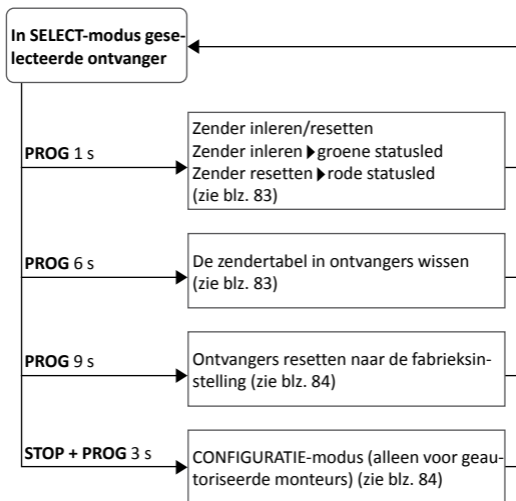 In SELECT-modus gese-
lecteerde ontvanger
PROG 1 s
Zender inleren/resetten
Zender inleren ▶ groene statusled
Zender resetten ▶ rode statusled
(zie blz. 83)
PROG 6 s
De zendertabel in ontvangers wissen
(zie blz. 83)
PROG 9 s
Ontvangers resetten naar de fabrieksin-
stelling (zie blz. 84)
STOP + PROG 3 s
CONFIGURATIE-modus (alleen voor geau-
toriseerde monteurs) (zie blz. 84)